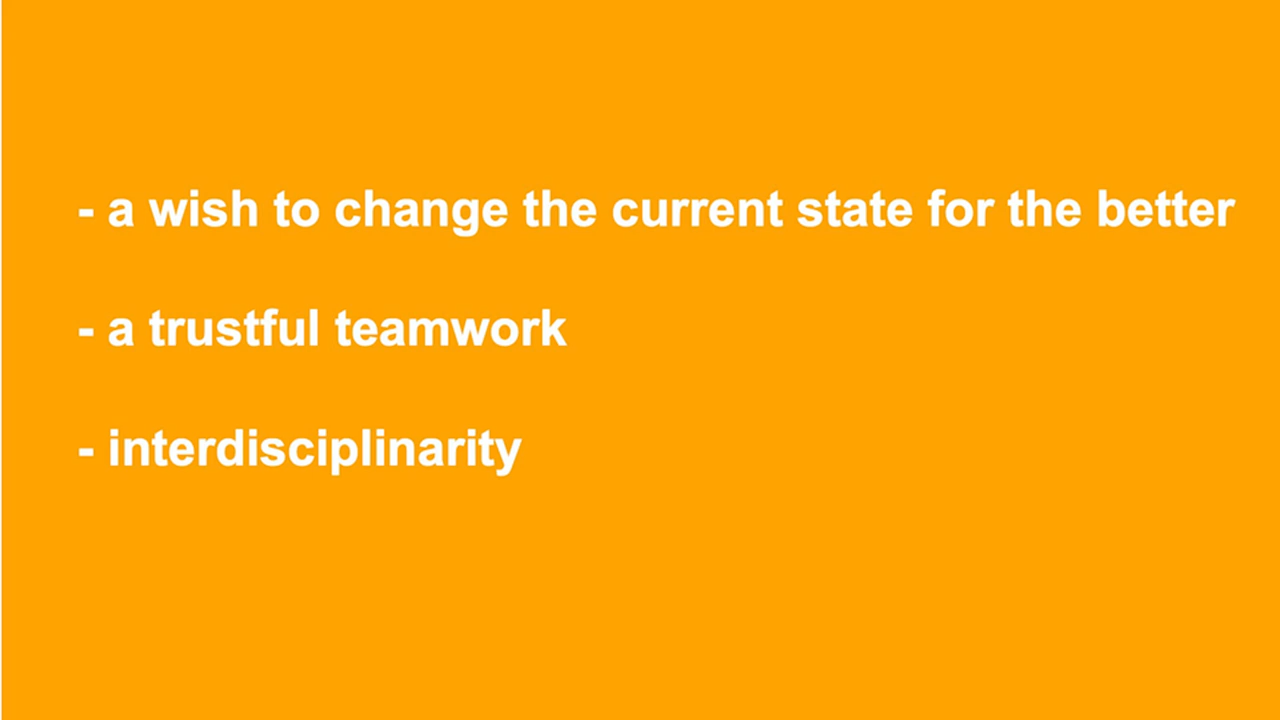 - a wish to change the current state for the better
- a trustful teamwork
- interdisciplinarity